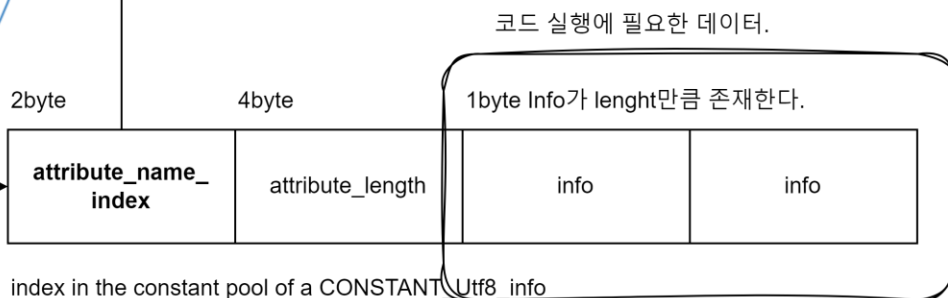 코드 실행에 필요한 데이터.
2byte
4byte
1byte Info가 lenght만큼 존재한다.
attribute_name_
index
attribute_length
info
info
index in the constant pool of a CONSTANT_Utf8_info